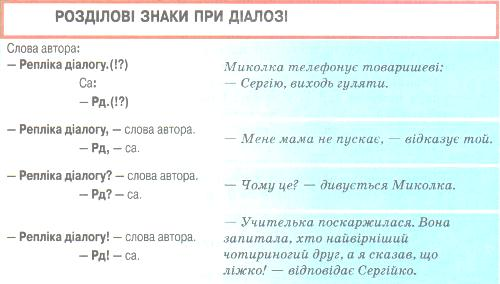 РОЗДІЛОВІ ЗНАКИ ПРИ ДІАЛОЗІ
Слова автора:
— Репліка діалогу.(!?)
Са:
— Рд.(!?)
Миколка телефонує товаришеві:
— Сергію, виходь гуляти.
— Репліка діалогу, — слова автора.
— Рд, — са.
— Мене мама не пускає, — відказує той.
— Репліка діалогу? — слова автора.
— Рд? — са.
— Чому це? — дивується Миколка.
— Репліка діалогу! — слова автора.
— Рд! — са.
— Учителька поскаржилася. Вона
запитала, хто найвірніший
чотириногий друг, а я сказав, що
ліжко! — відповідає Сергійко.